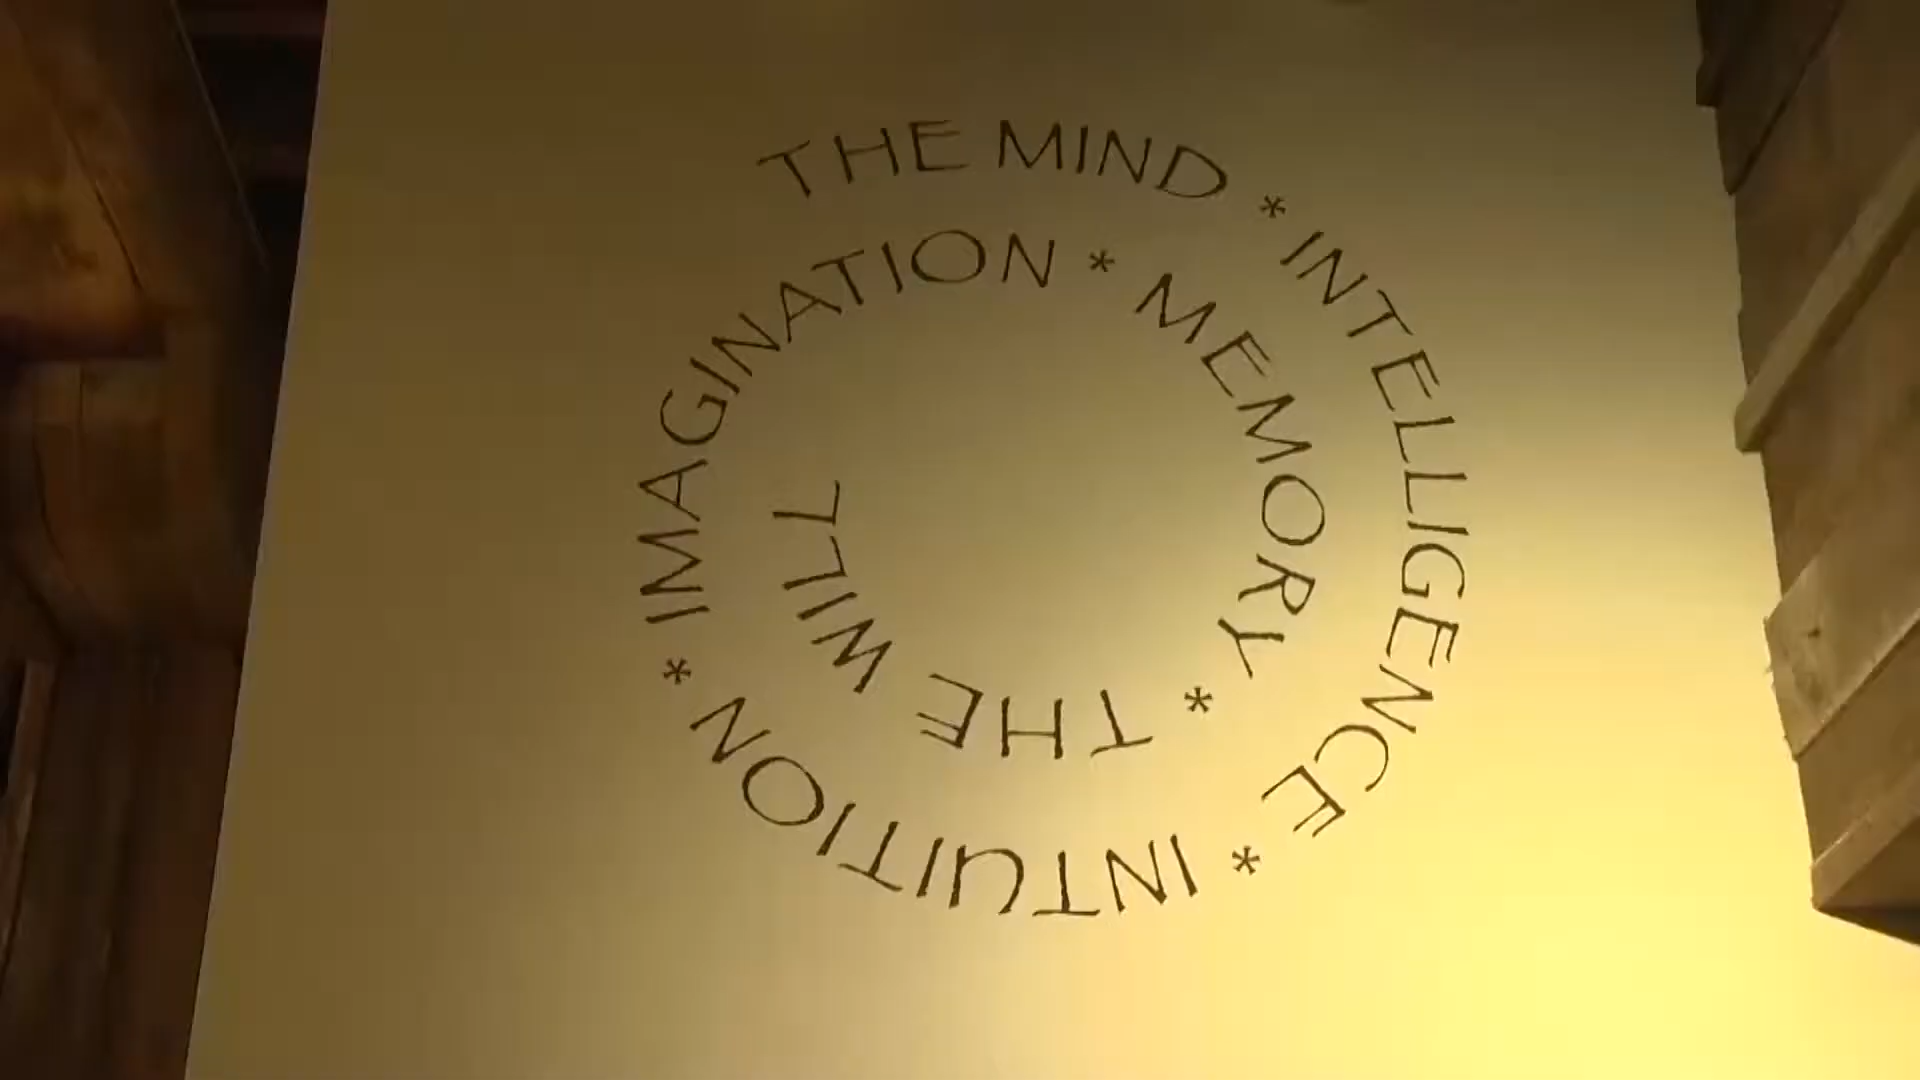 THE MIND * INTELLIGENCE * INTUITION * IMAGINATION * MEMORY * THE WILL